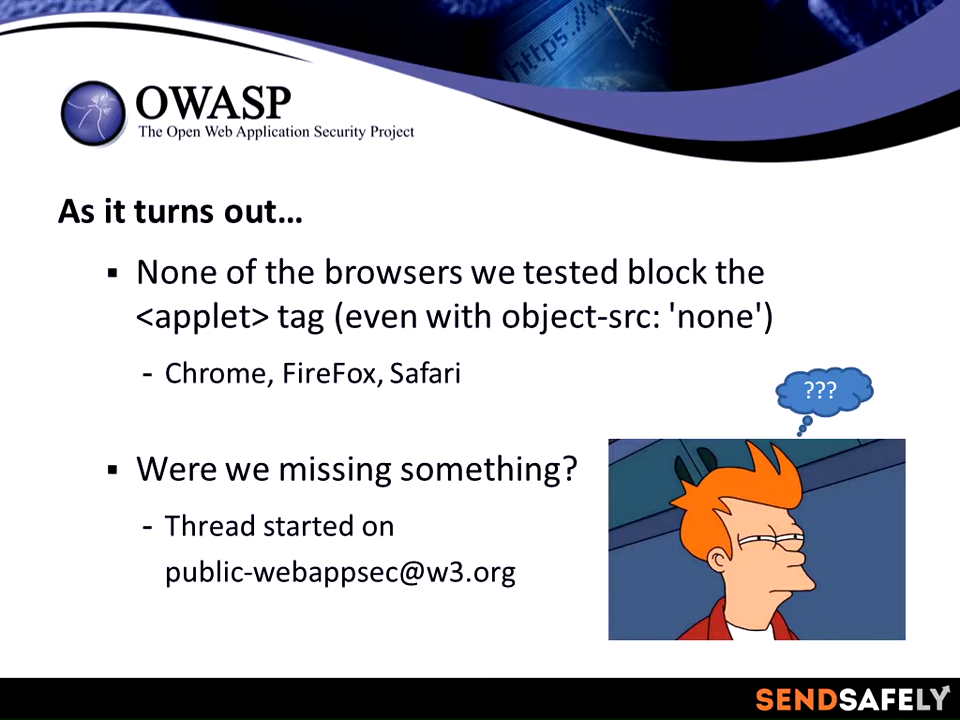 https://w
OWASP
The Open Web Application Security Project
As it turns out…
▪ None of the browsers we tested block the
<applet> tag (even with object-src: 'none')
- Chrome, FireFox, Safari
???
▪ Were we missing something?
- Thread started on
public-webappsec@w3.org
SENDSAFELY